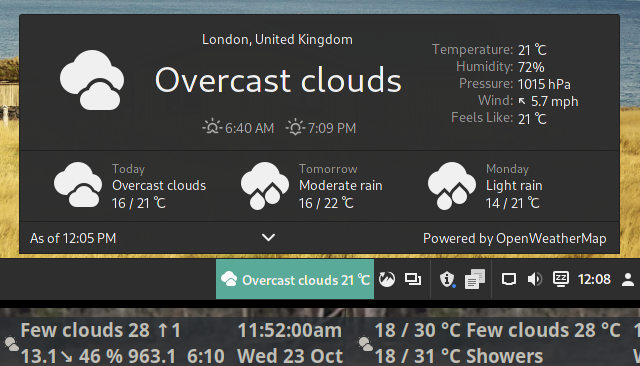 London, United Kingdom
Overcast clouds
6:40 AM 7:09 PM
Temperature: 21 °C
Humidity: 72%
Pressure: 1015 hPa
Wind: ↖ 5.7 mph
Feels Like: 21 °C
Today
Overcast clouds
16 / 21 °C
Tomorrow
Moderate rain
16 / 22 °C
Monday
Light rain
14 / 21 °C
As of 12:05 PM
Powered by OpenWeatherMap
Overcast clouds 21 °C
12:08
Few clouds 28 ↑1
13.1↘ 46 % 963.1 6:10
11:52:00am
Wed 23 Oct
18 / 30 °C Few clouds 28 °C
18 / 31 °C Showers